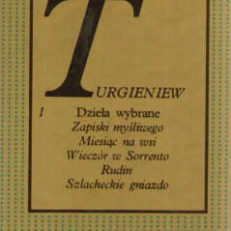 TURGIENIEW
I Dzieła wybrane
Zapiski myśliwego
Miesiąc na wsi
Wieczór w Sorrento
Rudin
Szlacheckie gniazdo